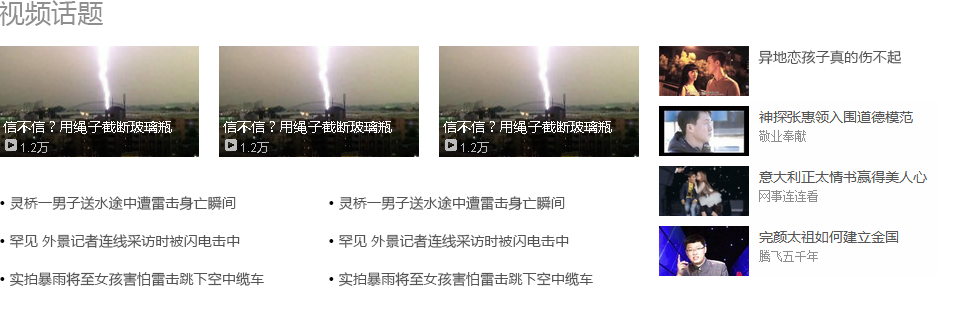 视频话题
信不信？用绳子截断玻璃瓶
1.2万
信不信？用绳子截断玻璃瓶
1.2万
信不信？用绳子截断玻璃瓶
1.2万
• 灵桥一男子送水途中遭雷击身亡瞬间
• 罕见 外景记者连线采访时被闪电击中
• 实拍暴雨将至女孩害怕雷击跳下空中缆车
• 灵桥一男子送水途中遭雷击身亡瞬间
• 罕见 外景记者连线采访时被闪电击中
• 实拍暴雨将至女孩害怕雷击跳下空中缆车
异地恋孩子真的伤不起
神探张惠领入围道德模范
敬业奉献
意大利正太情书赢得美人心
网事连连看
完颜太祖如何建立金国
腾飞五千年